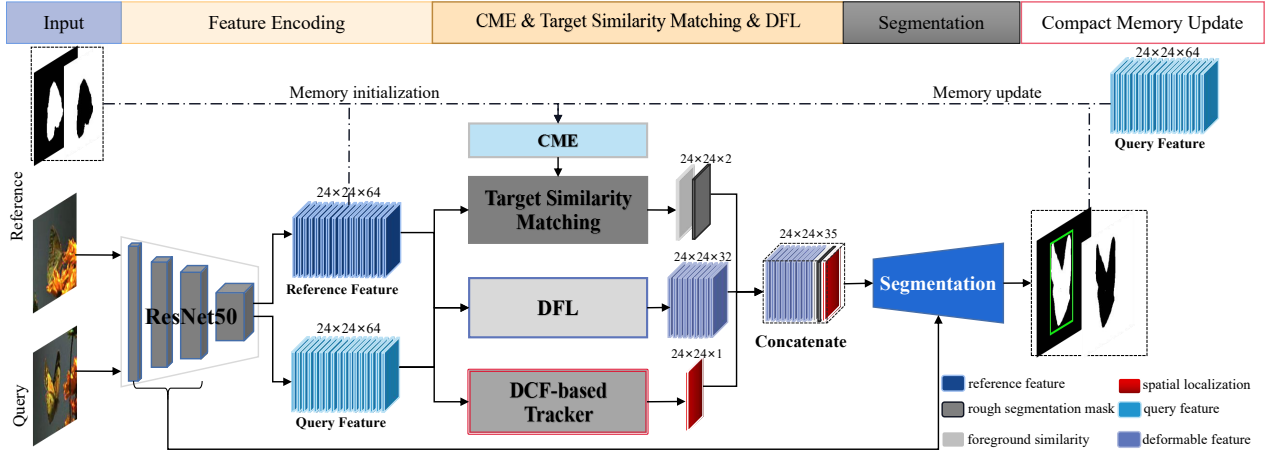 Input
Feature Encoding
CME & Target Similarity Matching & DFL
Segmentation
Compact Memory Update
24×24×64
Memory initialization
Memory update
CME
Query Feature
Reference
24×24×2
24×24×64
Target Similarity
Matching
24×24×35
Reference Feature
24×24×32
ResNet50
DFL
Segmentation
24×24×64
Concatenate
24×24×1
Query
DCF-based
Tracker
Query Feature
reference feature
spatial localization
rough segmentation mask
query feature
foreground similarity
deformable feature